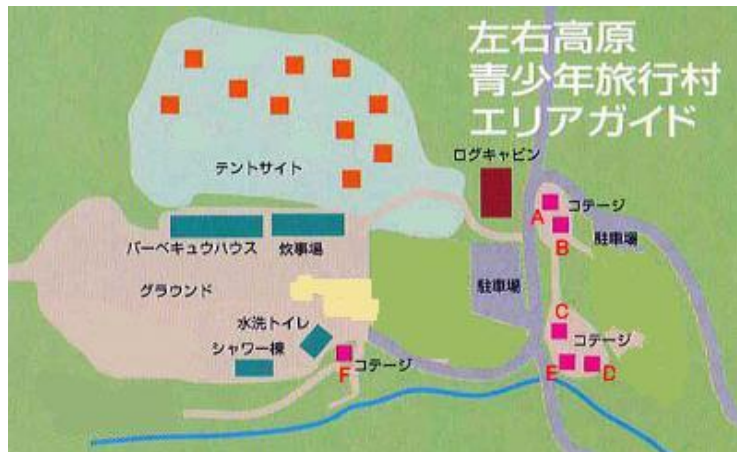 左右高原
青少年旅行村
エリアガイド
ログキャビン
テントサイト
コテージ
A
B
駐車場
バーベキュウハウス
炊事場
駐車場
グラウンド
C
水洗トイレ
コテージ
シャワー棟
コテージ
F
E
D